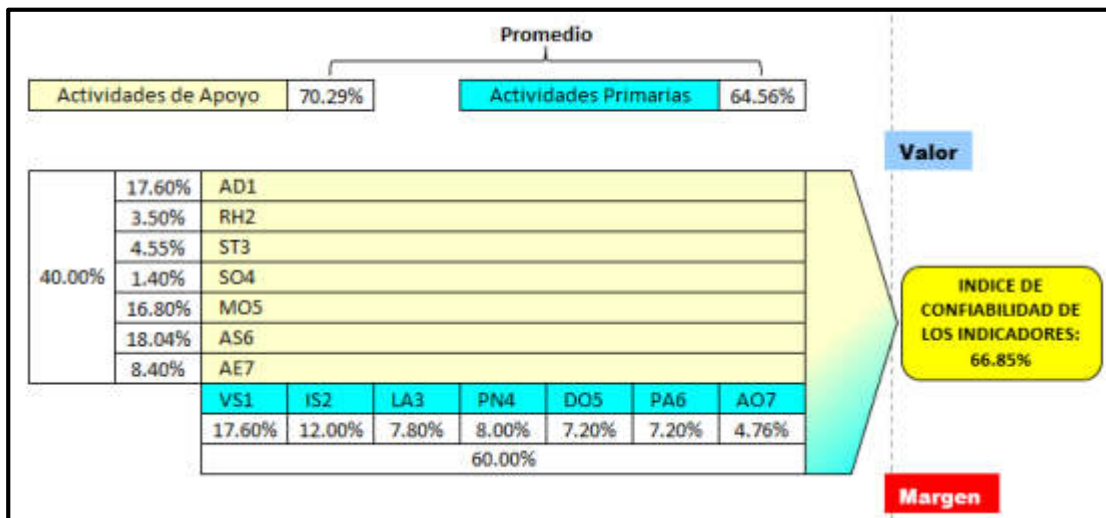 Promedio
Actividades de Apoyo 70.29% Actividades Primarias 64.56%
Valor
17.60% AD1
3.50% RH2
4.55% ST3
40.00% 1.40% SO4
16.80% MO5
18.04% AS6
8.40% AE7
INDICE DE
CONFIABILIDAD DE
LOS INDICADORES:
66.85%
VS1 IS2 LA3 PN4 DO5 PA6 AO7
17.60% 12.00% 7.80% 8.00% 7.20% 7.20% 4.76%
60.00%
Margen